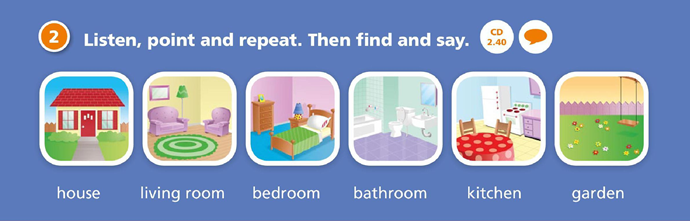 2 Listen, point and repeat. Then find and say. CD 2.40
house living room bedroom bathroom kitchen garden